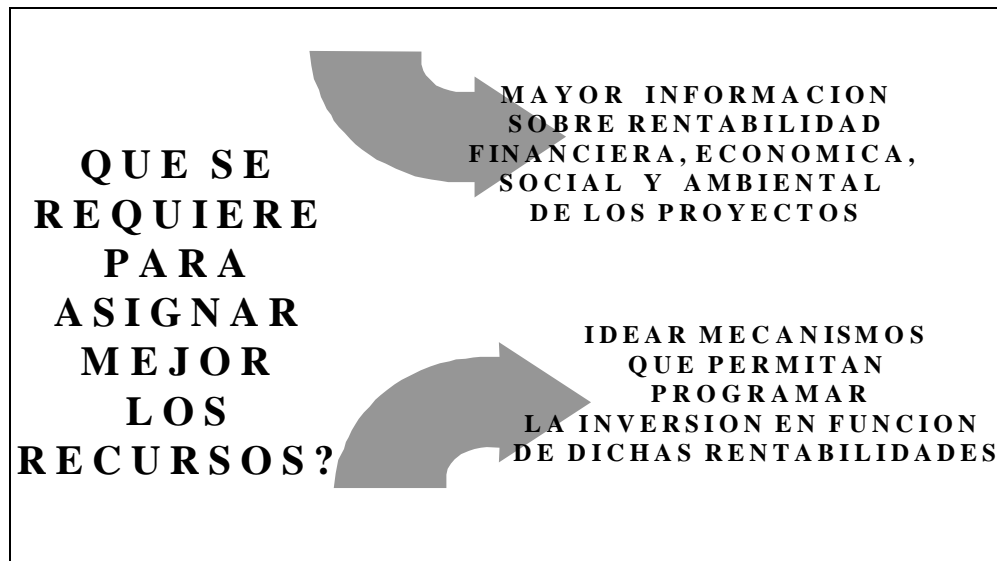 QUE SE
REQUIERE
PARA
ASIGNAR
MEJOR
LOS
RECURSOS?
MAYOR INFORMACION
SOBRE RENTABILIDAD
FINANCIERA, ECONOMICA,
SOCIAL Y AMBIENTAL
DE LOS PROYECTOS
IDEAR MECANISMOS
QUE PERMITAN
PROGRAMAR
LA INVERSION EN FUNCION
DE DICHAS RENTABILIDADES